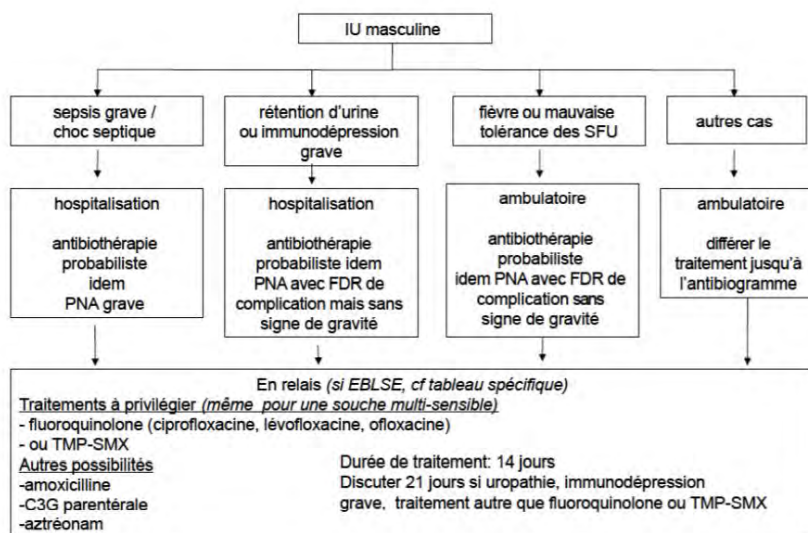 IU masculine
sepsis grave /
choc septique
rétention d'urine
ou immunodépression
grave
fièvre ou mauvaise
tolérance des SFU
autres cas
hospitalisation
antibiothérapie
probabiliste
idem
PNA grave
hospitalisation
antibiothérapie
probabiliste idem
PNA avec FDR de
complication mais sans
signe de gravité
ambulatoire
antibiothérapie
probabiliste
idem PNA avec FDR de
complication sans
signe de gravité
ambulatoire
différer le
traitement jusqu'à
l'antibiogramme
En relais (si EBLSE, cf tableau spécifique)
Traitements à privilégier (même pour une souche multi-sensible)
- fluoroquinolone (ciprofloxacine, lévofloxacine, ofloxacine)
- ou TMP-SMX
Autres possibilités
-amoxicilline
-C3G parentérale
-aztréonam
Durée de traitement: 14 jours
Discuter 21 jours si uropathie, immunodépression
grave, traitement autre que fluoroquinolone ou TMP-SMX